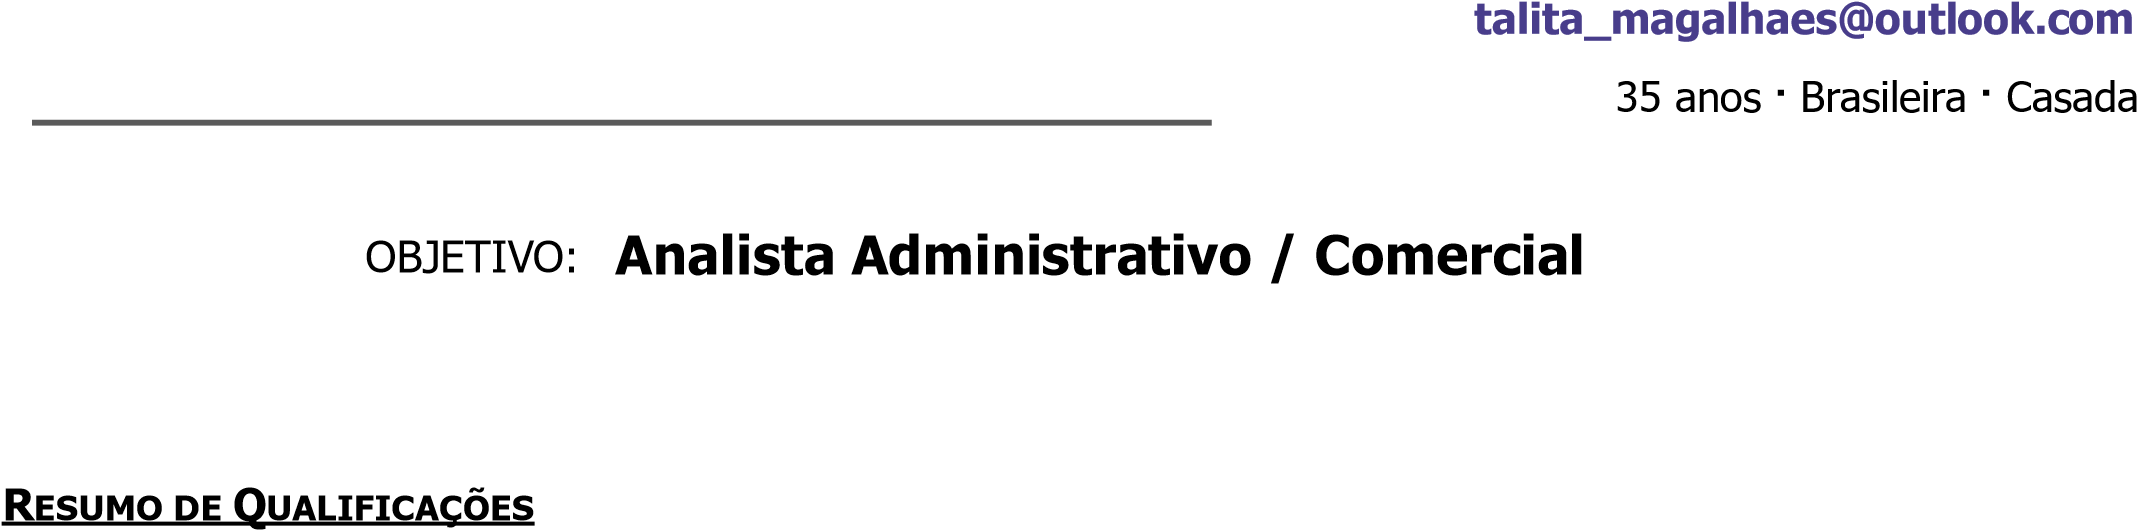 talita_magalhaes@outlook.com
35 anos · Brasileira · Casada
OBJETIVO: Analista Administrativo / Comercial
RESUMO DE QUALIFICAÇÕES